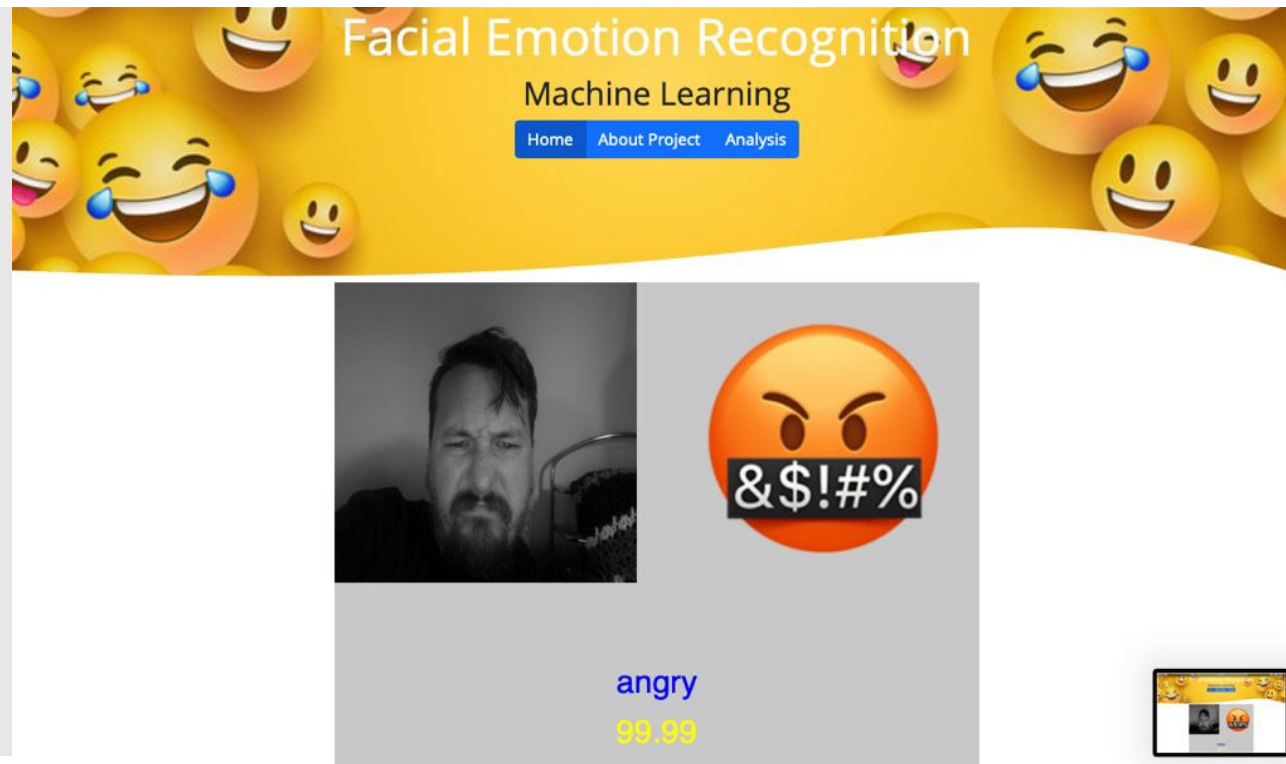 Facial Emotion Recognition
Machine Learning
Home About Project Analysis
&$!#%
angry
99.99